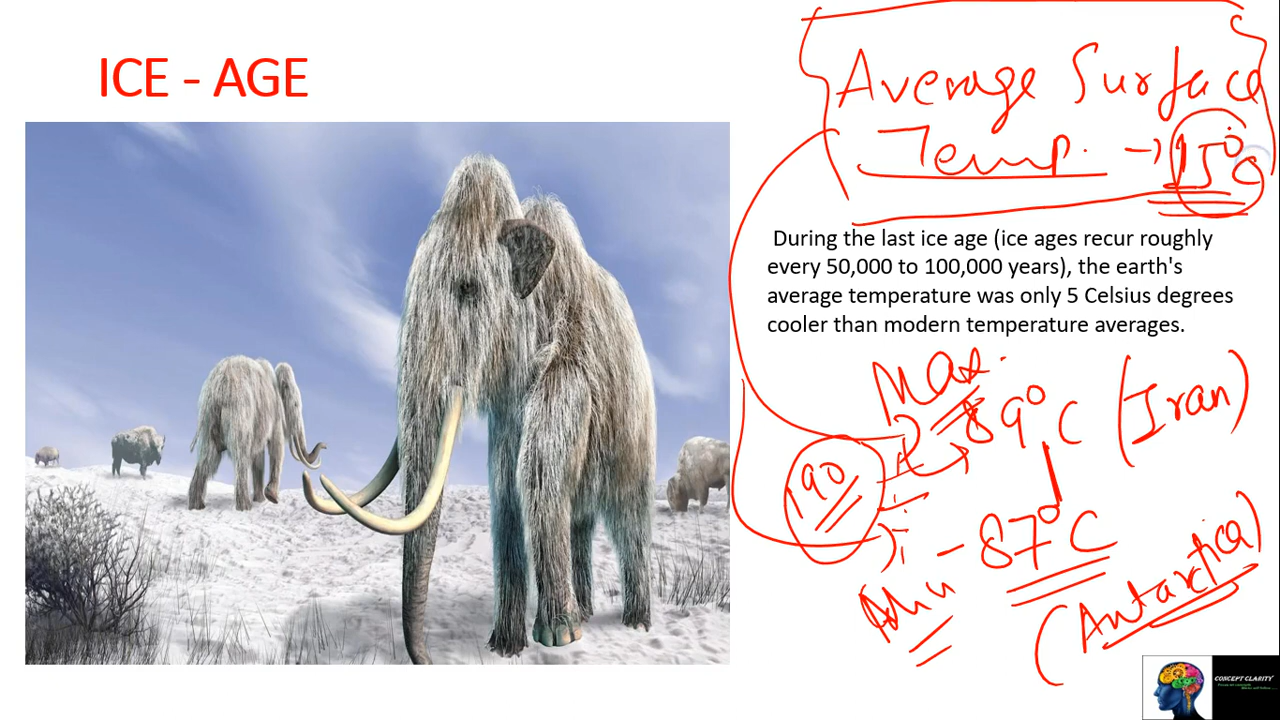 ICE - AGE
Average Surface
Temp. → 15°C
During the last ice age (ice ages recur roughly
every 50,000 to 100,000 years), the earth's
average temperature was only 5 Celsius degrees
cooler than modern temperature averages.
Max.
89°C (Iran)
190
-87°C
(Antarctica)
CONCEPT CLARITY